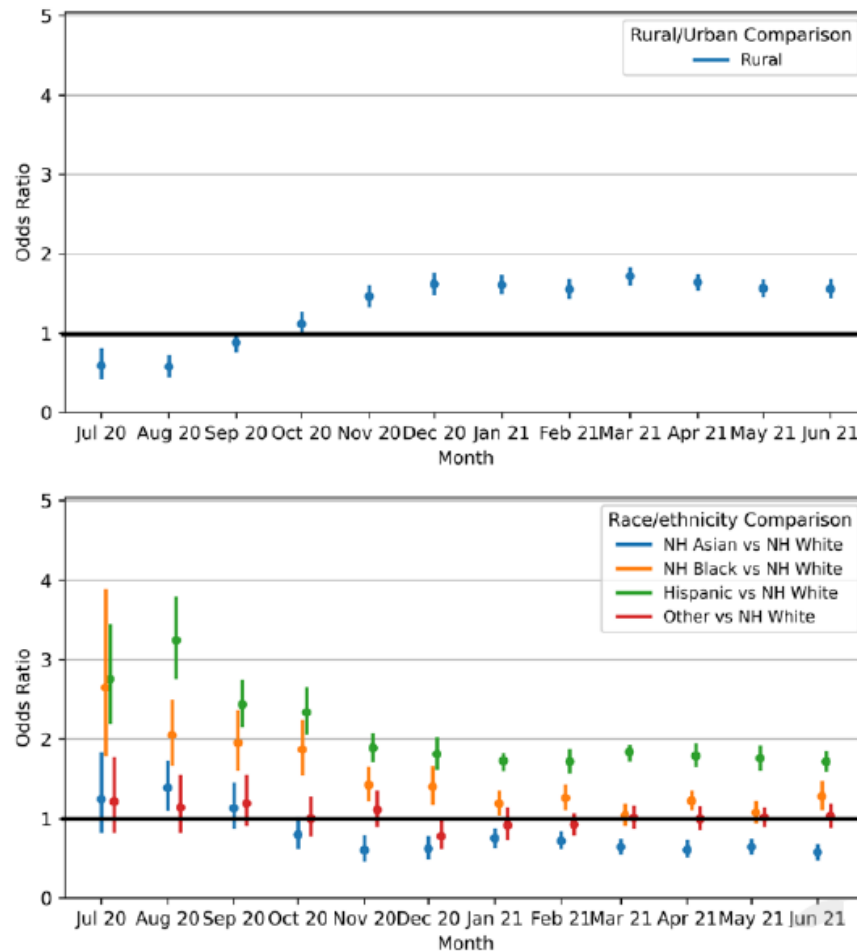 5
4
3
2
1
0
Odds Ratio
Rural/Urban Comparison
Rural
Jul 20 Aug 20 Sep 20 Oct 20 Nov 20 Dec 20 Jan 21 Feb 21 Mar 21 Apr 21 May 21 Jun 21
Month
5
4
3
2
1
0
Odds Ratio
Race/ethnicity Comparison
NH Asian vs NH White
NH Black vs NH White
Hispanic vs NH White
Other vs NH White
Jul 20 Aug 20 Sep 20 Oct 20 Nov 20 Dec 20 Jan 21 Feb 21 Mar 21 Apr 21 May 21 Jun 21
Month